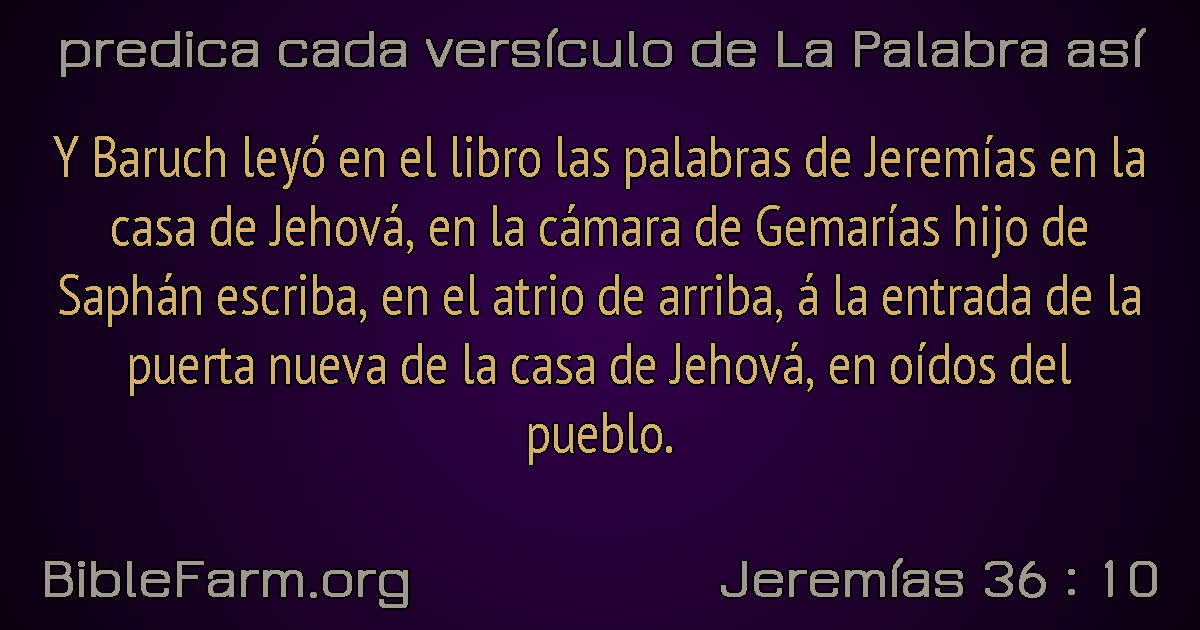 predica cada versículo de La Palabra así
Y Baruch leyó en el libro las palabras de Jeremías en la
casa de Jehová, en la cámara de Gemarías hijo de
Saphán escriba, en el atrio de arriba, á la entrada de la
puerta nueva de la casa de Jehová, en oídos del
pueblo.
BibleFarm.org
Jeremías 36 : 10